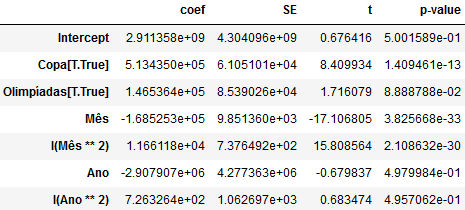 coef SE t p-value
Intercept 2.911358e+09 4.304096e+09 0.676416 5.001589e-01
Copa[T.True] 5.134350e+05 6.105101e+04 8.409934 1.409461e-13
Olimpíadas[T.True] 1.465364e+05 8.539026e+04 1.716079 8.888788e-02
Mês -1.685253e+05 9.851360e+03 -17.106805 3.825668e-33
I(Mês ** 2) 1.166118e+04 7.376492e+02 15.808564 2.108632e-30
Ano -2.907907e+06 4.277363e+06 -0.679837 4.979984e-01
I(Ano ** 2) 7.263264e+02 1.062697e+03 0.683474 4.957062e-01